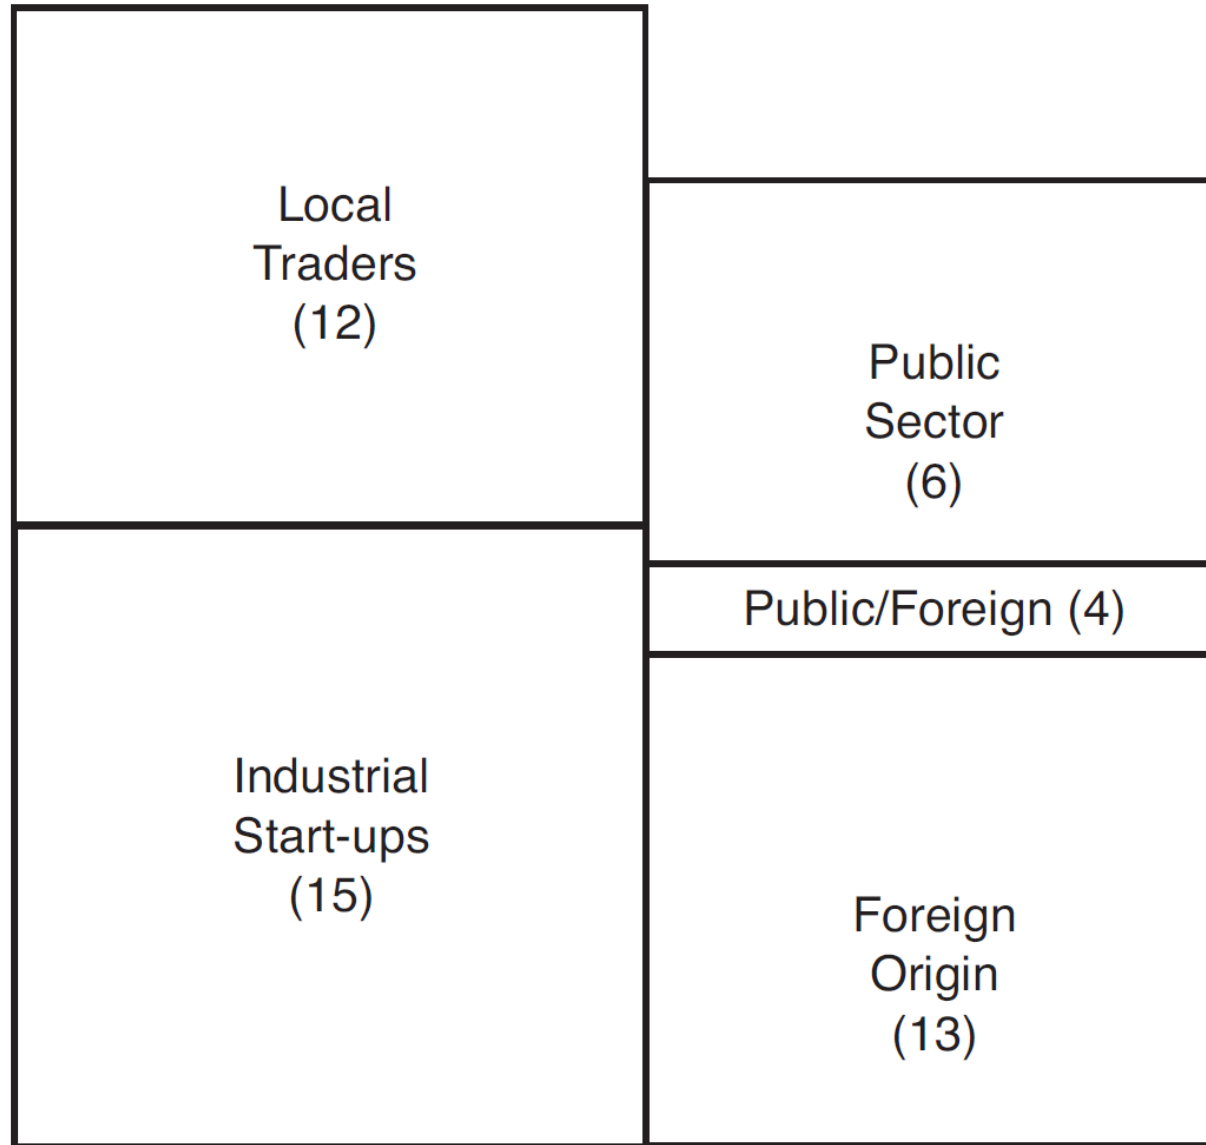 Local
Traders
(12)
Public
Sector
(6)
Public/Foreign (4)
Industrial
Start-ups
(15)
Foreign
Origin
(13)